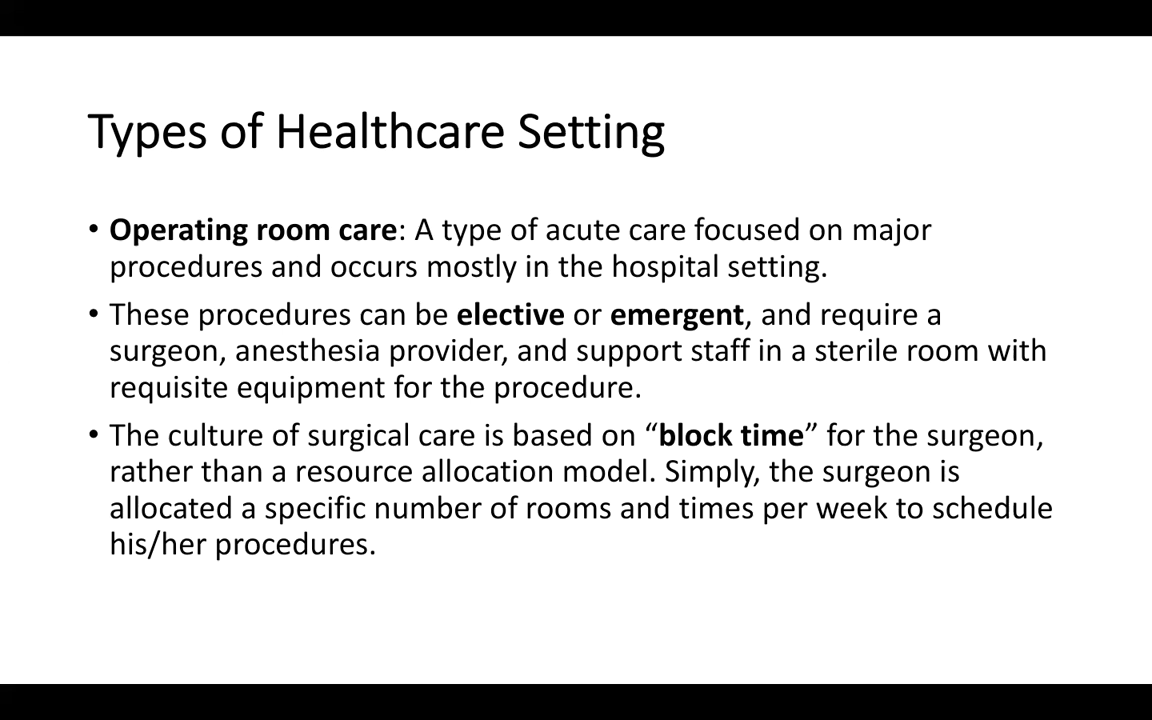 Types of Healthcare Setting
• Operating room care: A type of acute care focused on major
procedures and occurs mostly in the hospital setting.
• These procedures can be elective or emergent, and require a
surgeon, anesthesia provider, and support staff in a sterile room with
requisite equipment for the procedure.
• The culture of surgical care is based on “block time” for the surgeon,
rather than a resource allocation model. Simply, the surgeon is
allocated a specific number of rooms and times per week to schedule
his/her procedures.